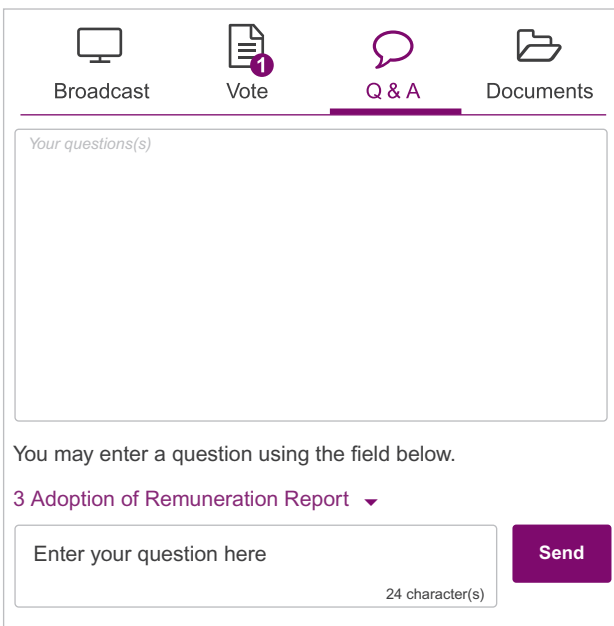 1
Broadcast Vote Q & A Documents
Your questions(s)
You may enter a question using the field below.
3 Adoption of Remuneration Report
Enter your question here
Send
24 character(s)